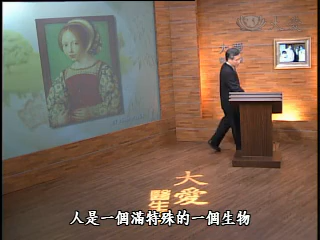 大愛
醫生
人是一個滿特殊的一個生物